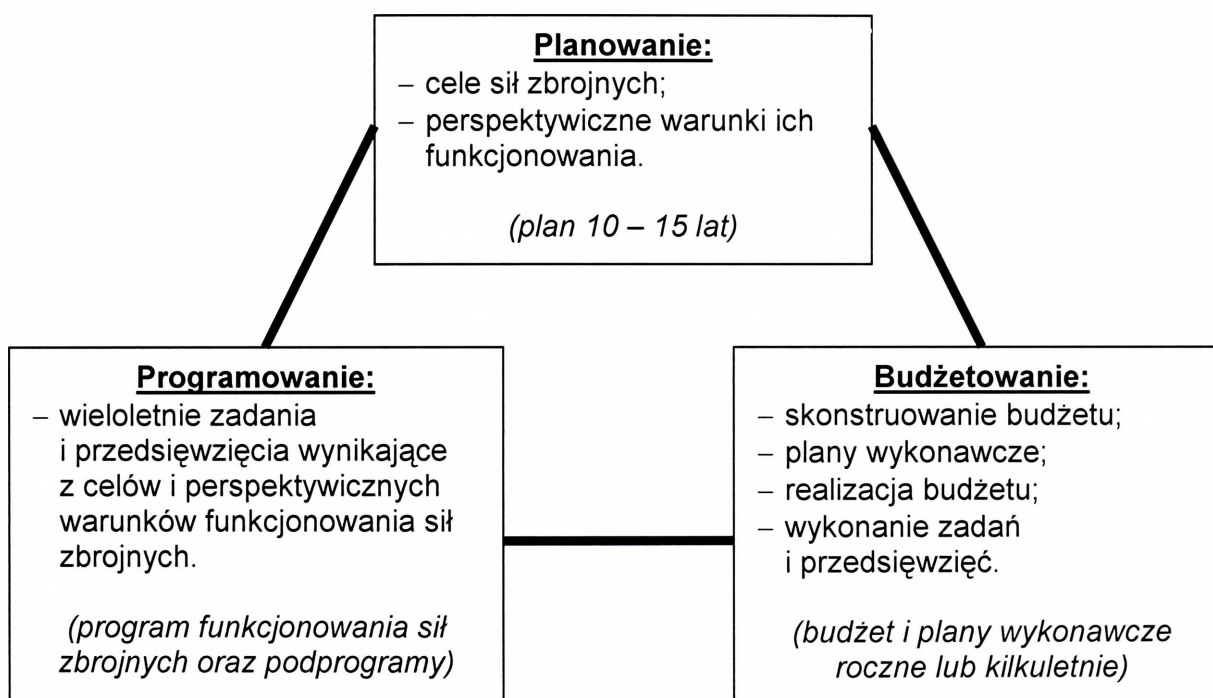 Planowanie:
– cele sił zbrojnych;
– perspektywiczne warunki ich
funkcjonowania.
(plan 10 – 15 lat)
Programowanie:
– wieloletnie zadania
i przedsięwzięcia wynikające
z celów i perspektywicznych
warunków funkcjonowania sił
zbrojnych.
(program funkcjonowania sił
zbrojnych oraz podprogramy)
Budżetowanie:
– skonstruowanie budżetu;
– plany wykonawcze;
– realizacja budżetu;
– wykonanie zadań
i przedsięwzięć.
(budżet i plany wykonawcze
roczne lub kilkuletnie)